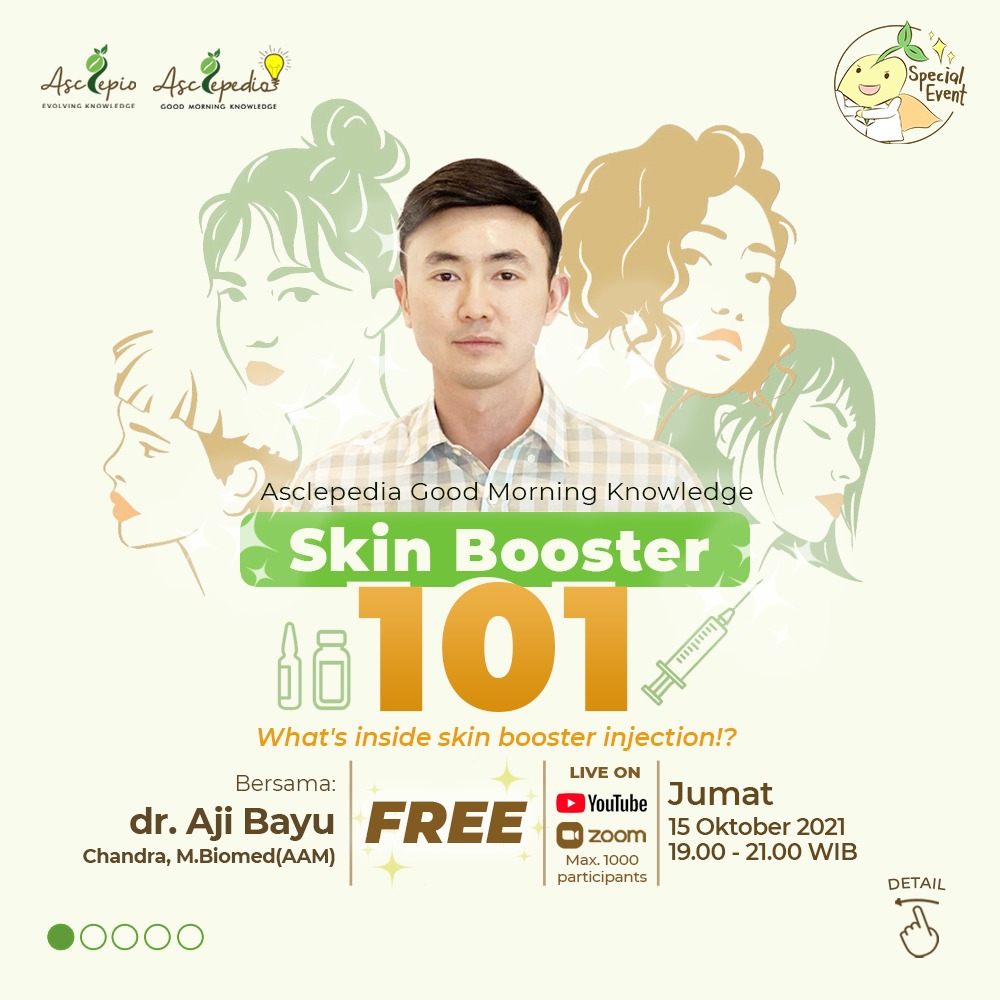 Asclepio
EVOLVING KNOWLEDGE
Asclepedia
GOOD MORNING KNOWLEDGE
Special
Event
Asclepedia Good Morning Knowledge
Skin Booster
101
What's inside skin booster injection!?
Bersama:
dr. Aji Bayu
Chandra, M.Biomed(AAM)
FREE
LIVE ON
YouTube
zoom
Max. 1000
participants
Jumat
15 Oktober 2021
19.00 - 21.00 WIB
DETAIL